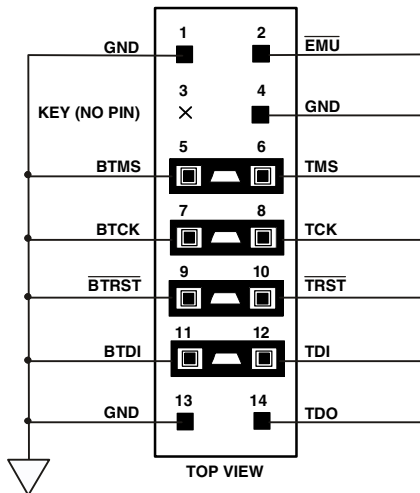 1 2
GND EMU
3 4
KEY (NO PIN) GND
5 6
BTMS TMS
7 8
BTCK TCK
9 10
BTRST TRST
11 12
BTDI TDI
13 14
GND TDO
TOP VIEW